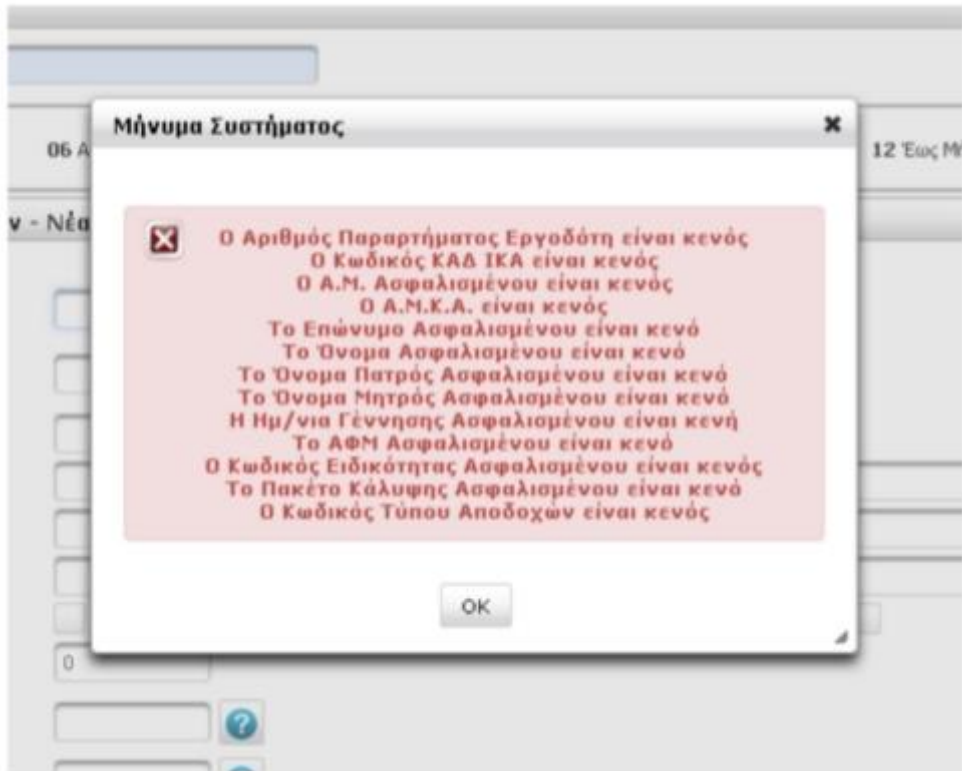 Μήνυμα Συστήματος
06 Α
12 Έως Μή
ν - Νέα
Ο Αριθμός Παραρτήματος Εργοδότη είναι κενός
Ο Κωδικός ΚΑΔ ΙΚΑ είναι κενός
Ο Α.Μ. Ασφαλισμένου είναι κενός
Ο Α.Μ.Κ.Α. είναι κενός
Το Επώνυμο Ασφαλισμένου είναι κενό
Το Όνομα Ασφαλισμένου είναι κενό
Το Όνομα Πατρός Ασφαλισμένου είναι κενό
Το Όνομα Μητρός Ασφαλισμένου είναι κενό
Η Ημ/νια Γέννησης Ασφαλισμένου είναι κενή
Το ΑΦΜ Ασφαλισμένου είναι κενό
Ο Κωδικός Ειδικότητας Ασφαλισμένου είναι κενός
Το Πακέτο Κάλυψης Ασφαλισμένου είναι κενό
Ο Κωδικός Τύπου Αποδοχών είναι κενός
OK
0